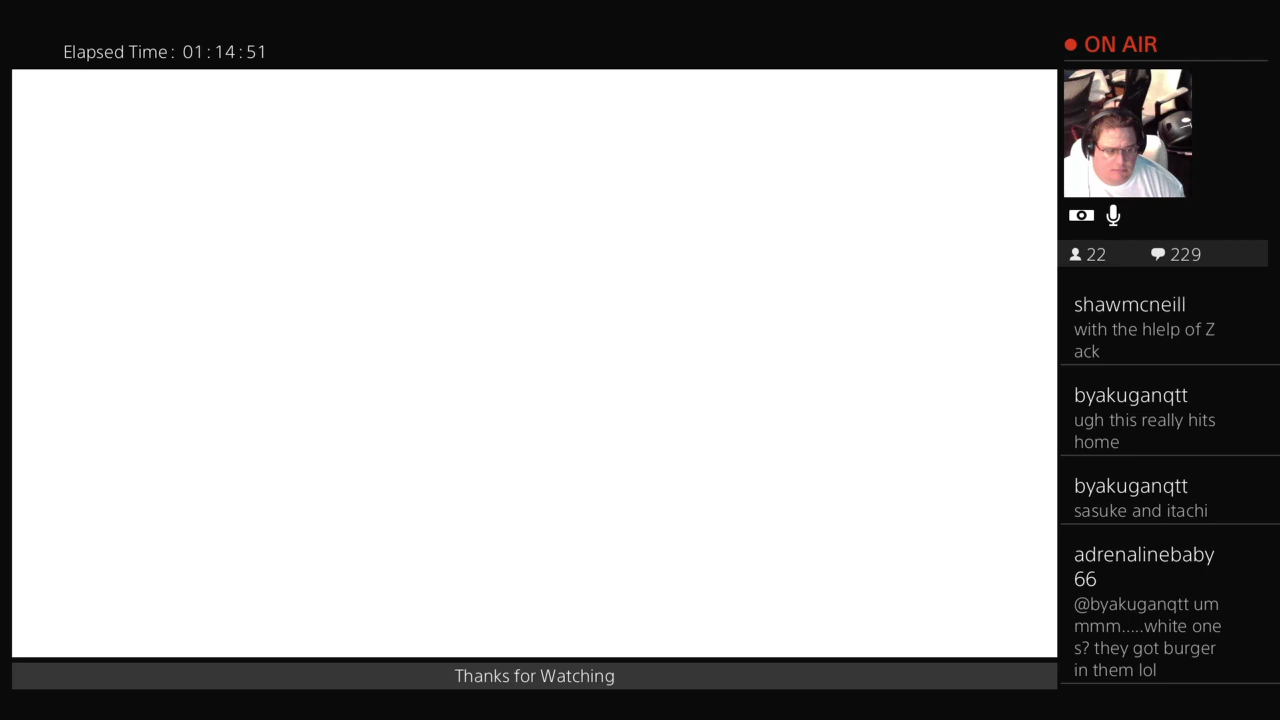 Elapsed Time: 01:14:51
ON AIR
22 229
shawmcneill
with the hlelp of Z
ack
byakuganqtt
ugh this really hits
home
byakuganqtt
sasuke and itachi
adrenalinebaby
66
@byakuganqtt um
mmm.....white one
s? they got burger
in them lol
Thanks for Watching